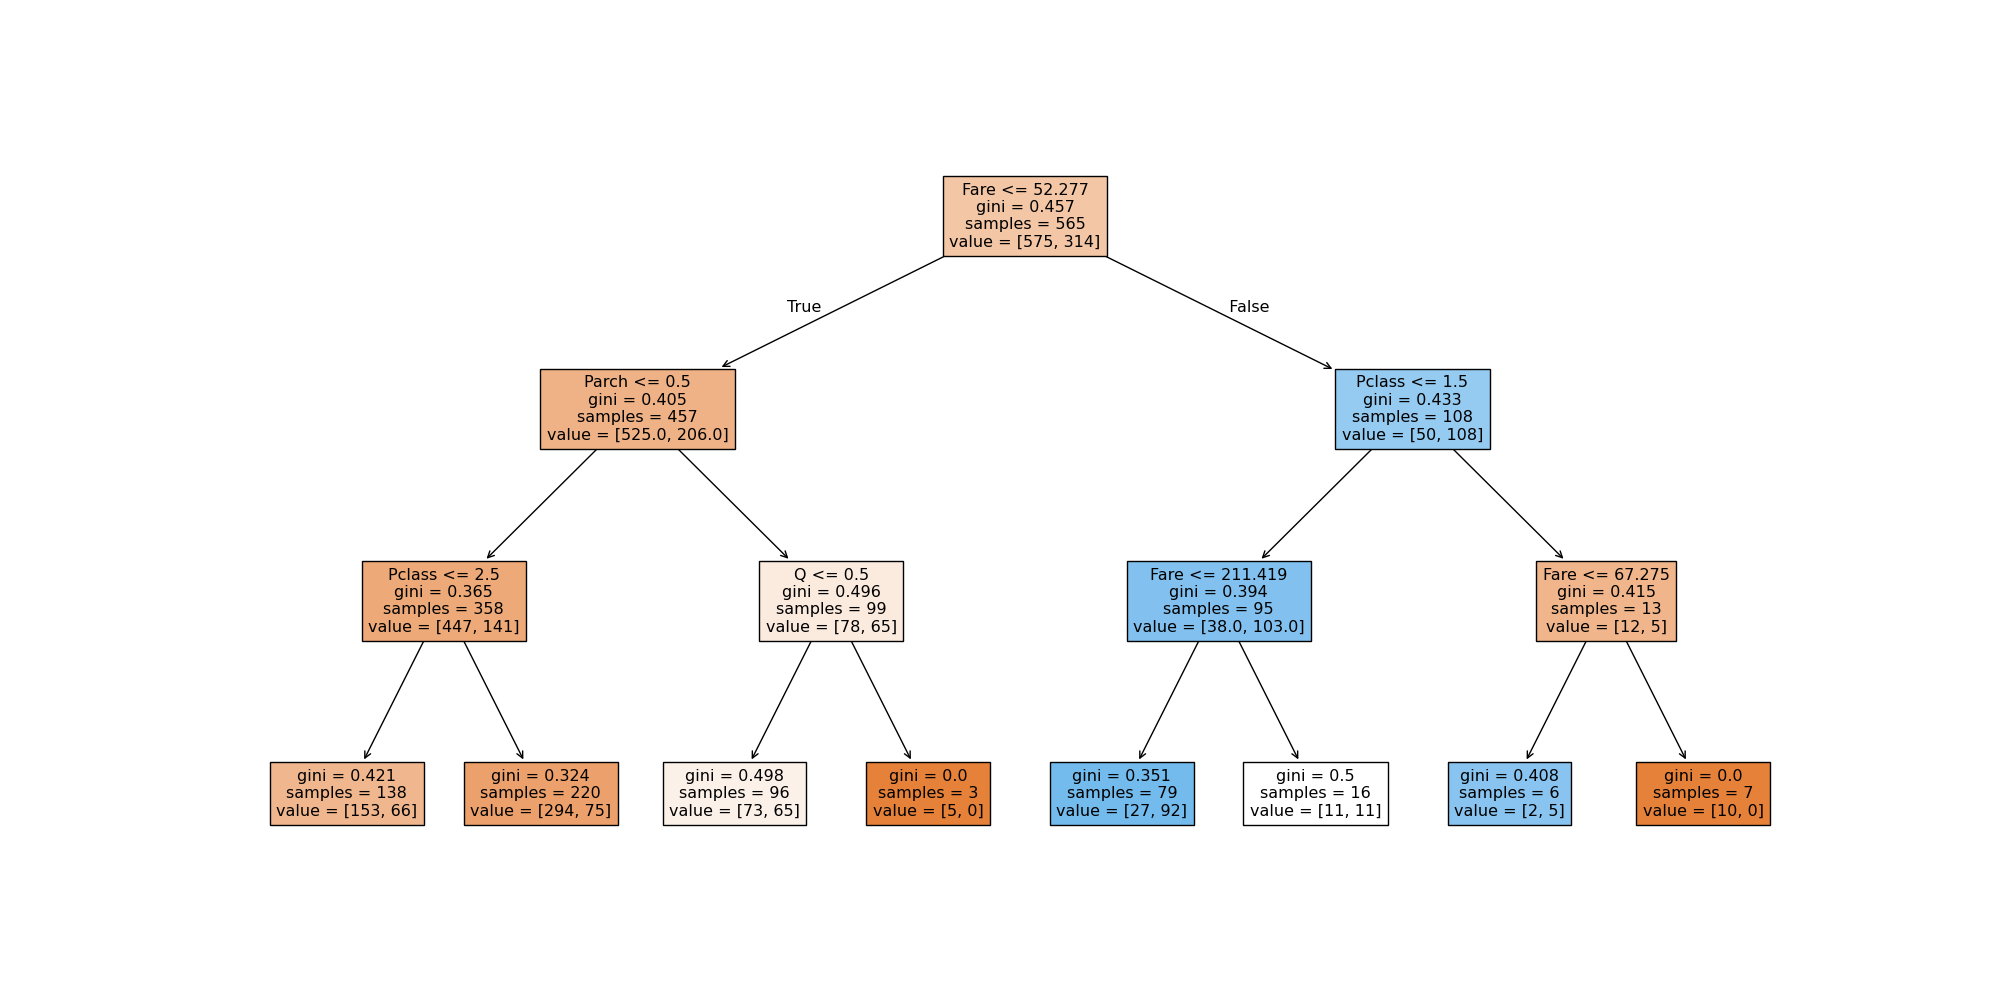 Fare <= 52.277
gini = 0.457
samples = 565
value = [575, 314]
True
False
Parch <= 0.5
gini = 0.405
samples = 457
value = [525.0, 206.0]
Pclass <= 1.5
gini = 0.433
samples = 108
value = [50, 108]
Pclass <= 2.5
gini = 0.365
samples = 358
value = [447, 141]
Q <= 0.5
gini = 0.496
samples = 99
value = [78, 65]
Fare <= 211.419
gini = 0.394
samples = 95
value = [38.0, 103.0]
Fare <= 67.275
gini = 0.415
samples = 13
value = [12, 5]
gini = 0.421
samples = 138
value = [153, 66]
gini = 0.324
samples = 220
value = [294, 75]
gini = 0.498
samples = 96
value = [73, 65]
gini = 0.0
samples = 3
value = [5, 0]
gini = 0.351
samples = 79
value = [27, 92]
gini = 0.5
samples = 16
value = [11, 11]
gini = 0.408
samples = 6
value = [2, 5]
gini = 0.0
samples = 7
value = [10, 0]